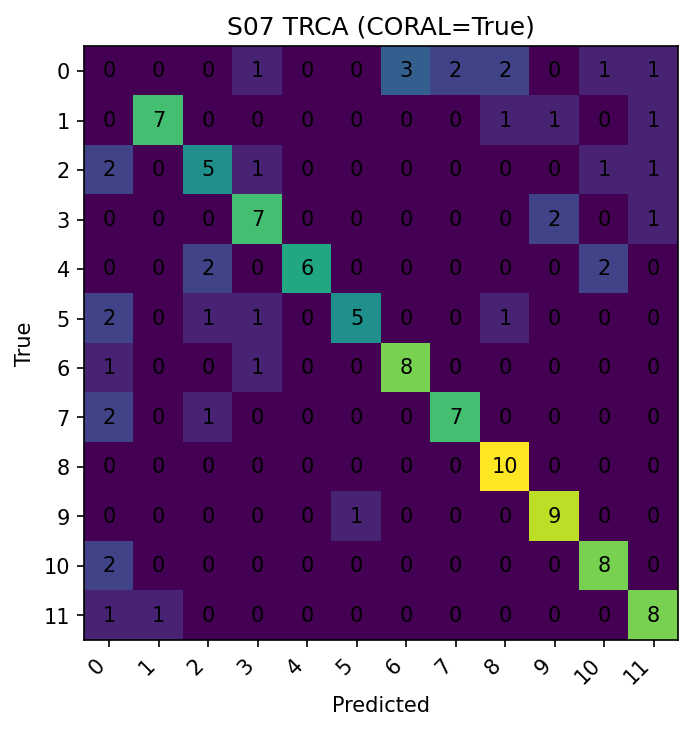 S07 TRCA (CORAL=True)
0 0 0 0 1 0 0 3 2 2 0 1 1
1 0 7 0 0 0 0 0 0 1 1 0 1
2 2 0 5 1 0 0 0 0 0 0 1 1
3 0 0 0 7 0 0 0 0 0 2 0 1
4 0 0 2 0 6 0 0 0 0 0 2 0
5 2 0 1 1 0 5 0 0 1 0 0 0
6 1 0 0 1 0 0 8 0 0 0 0 0
7 2 0 1 0 0 0 0 7 0 0 0 0
8 0 0 0 0 0 0 0 0 10 0 0 0
9 0 0 0 0 0 1 0 0 0 9 0 0
10 2 0 0 0 0 0 0 0 0 0 8 0
11 1 1 0 0 0 0 0 0 0 0 0 8
0 1 2 3 4 5 6 7 8 9 10 11
Predicted
True